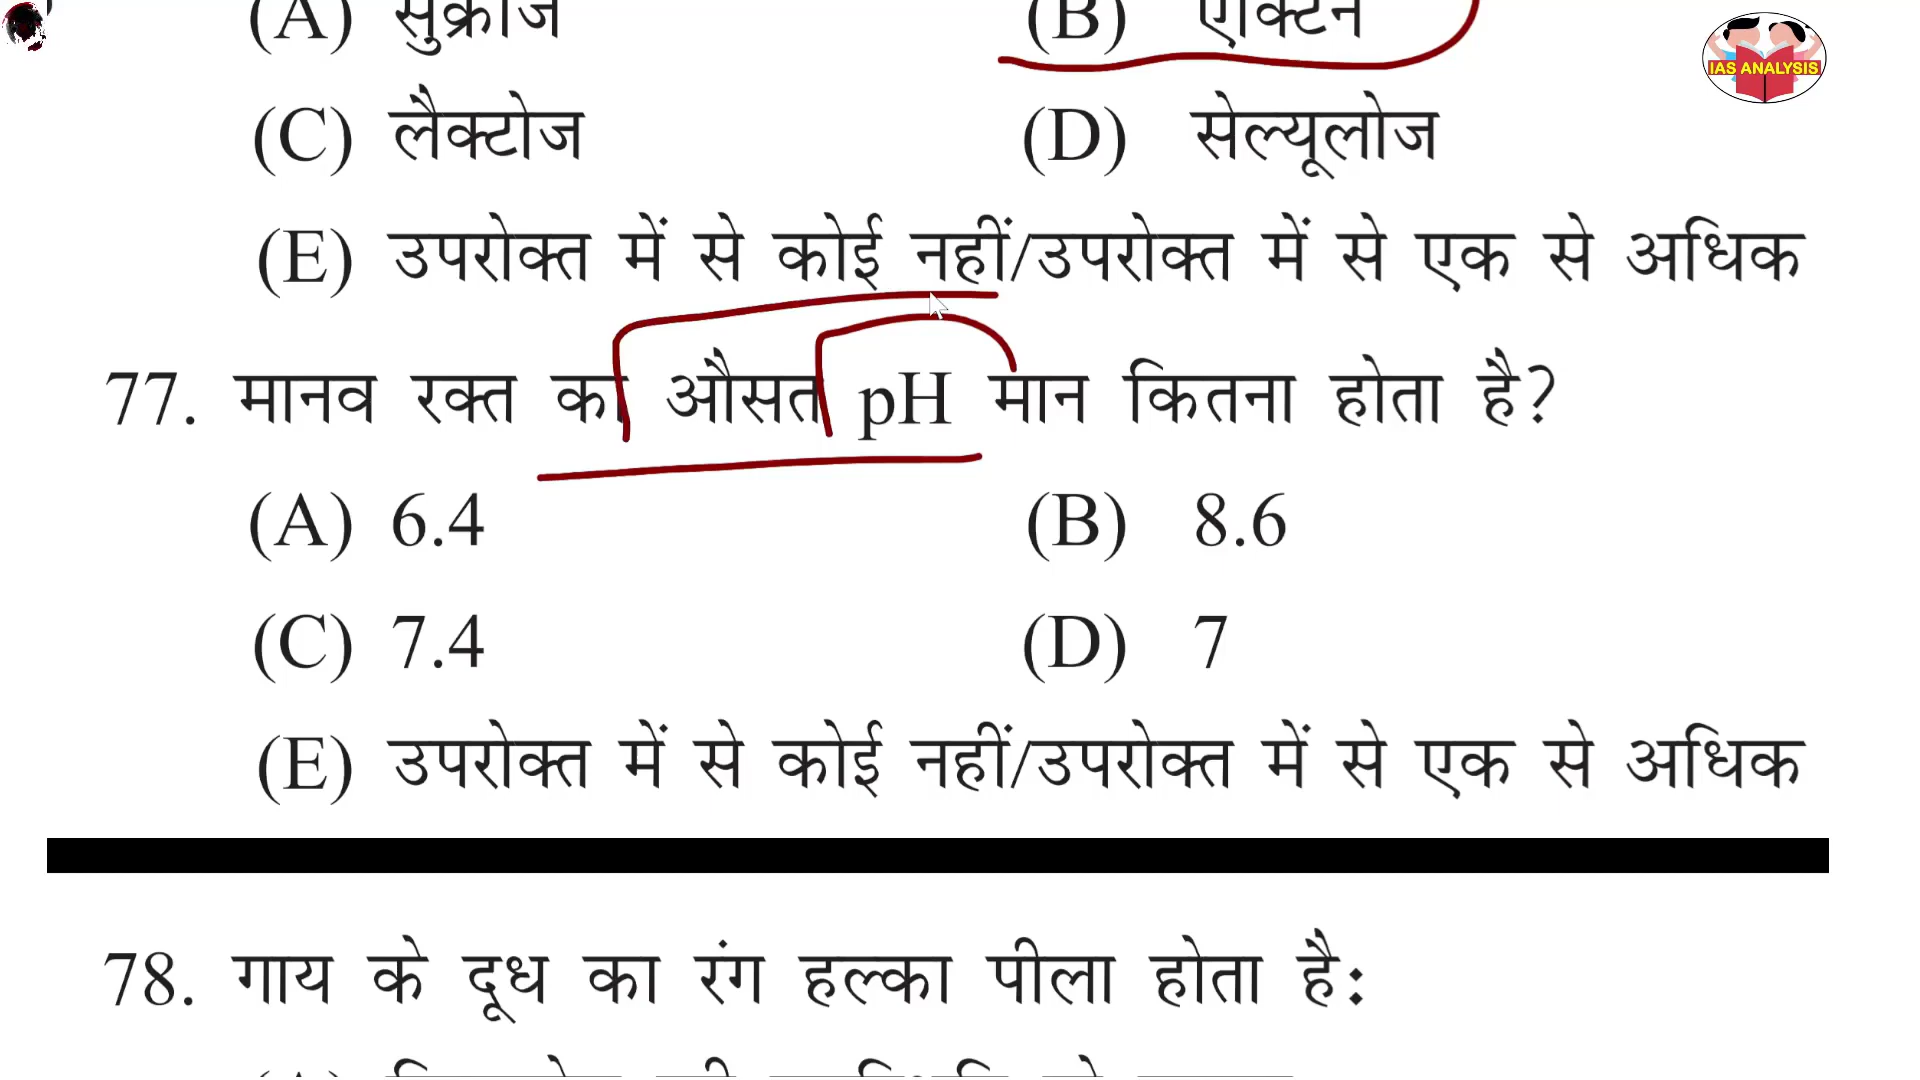 (A) सुक्रोज (B) एक्टिन
IAS ANALYSIS
(C) लैक्टोज (D) सेल्यूलोज
(E) उपरोक्त में से कोई नहीं/उपरोक्त में से एक से अधिक
77. मानव रक्त का औसत pH मान कितना होता है?
(A) 6.4 (B) 8.6
(C) 7.4 (D) 7
(E) उपरोक्त में से कोई नहीं/उपरोक्त में से एक से अधिक
78. गाय के दूध का रंग हल्का पीला होता है: